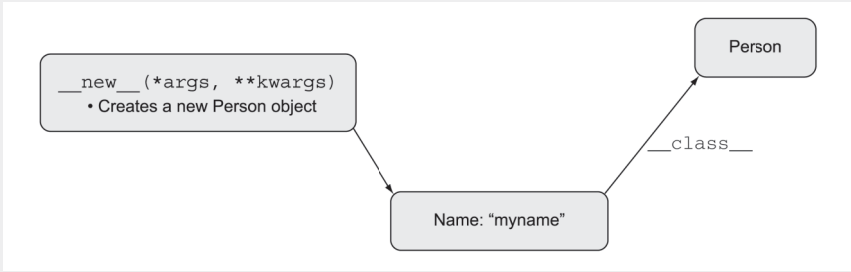 Person
__new__(*args, **kwargs)
• Creates a new Person object
__class__
Name: “myname”